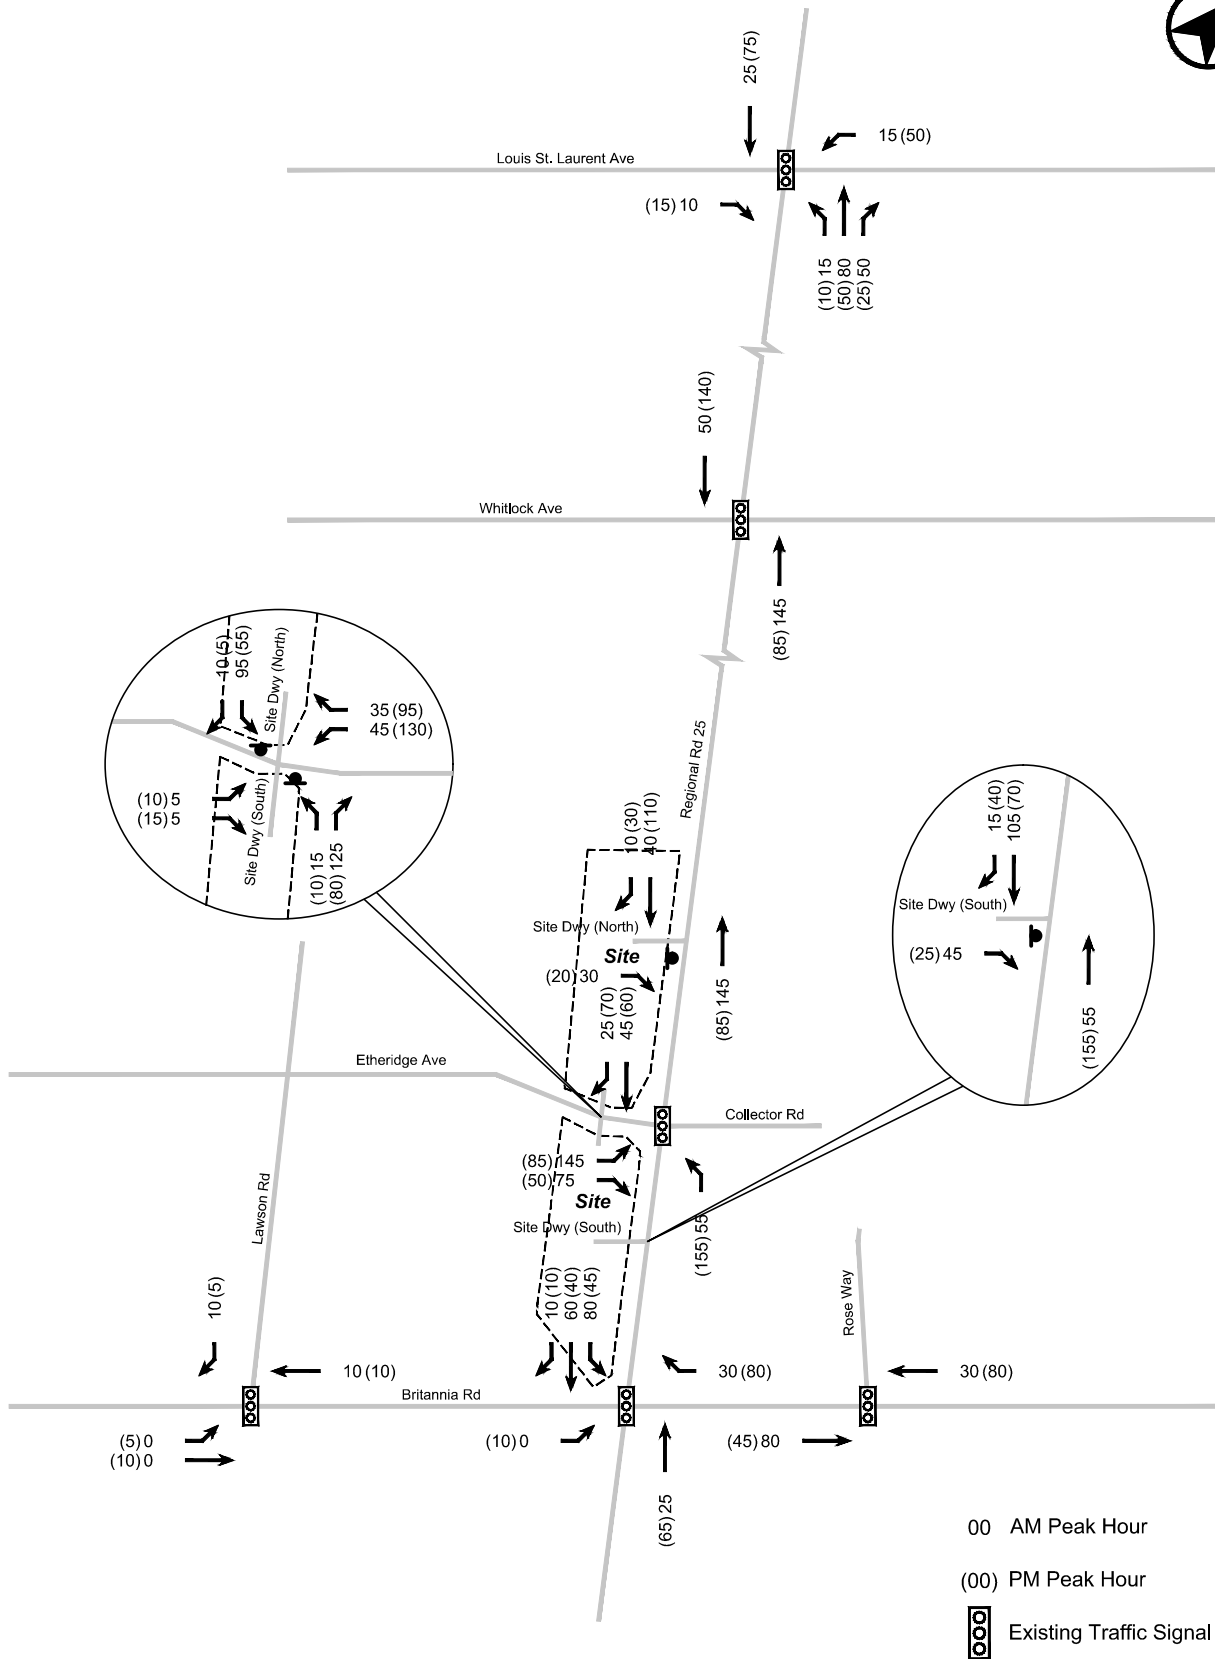 25 (75)
15 (50)
Louis St. Laurent Ave
(15) 10
(10) 15
(50) 80
(25) 50
50 (140)
Whitlock Ave
(85) 145
10 (5)
95 (55)
Site Dwy (North)
35 (95)
45 (130)
(10) 5
(15) 5
Site Dwy (South)
(10) 15
(80) 125
Regional Rd 25
15 (40)
105 (70)
Site Dwy (South)
(25) 45
(155) 55
10 (30)
40 (110)
Site Dwy (North)
Site
(20) 30
(85) 145
25 (70)
45 (60)
Etheridge Ave
Collector Rd
(85) 145
(50) 75
Site
Site Dwy (South)
(155) 55
Lawson Rd
Rose Way
10 (5)
10 (10)
60 (40)
80 (45)
10 (10)
30 (80)
30 (80)
Britannia Rd
(5) 0
(10) 0
(10) 0
(45) 80
(65) 25
00 AM Peak Hour
(00) PM Peak Hour
Existing Traffic Signal